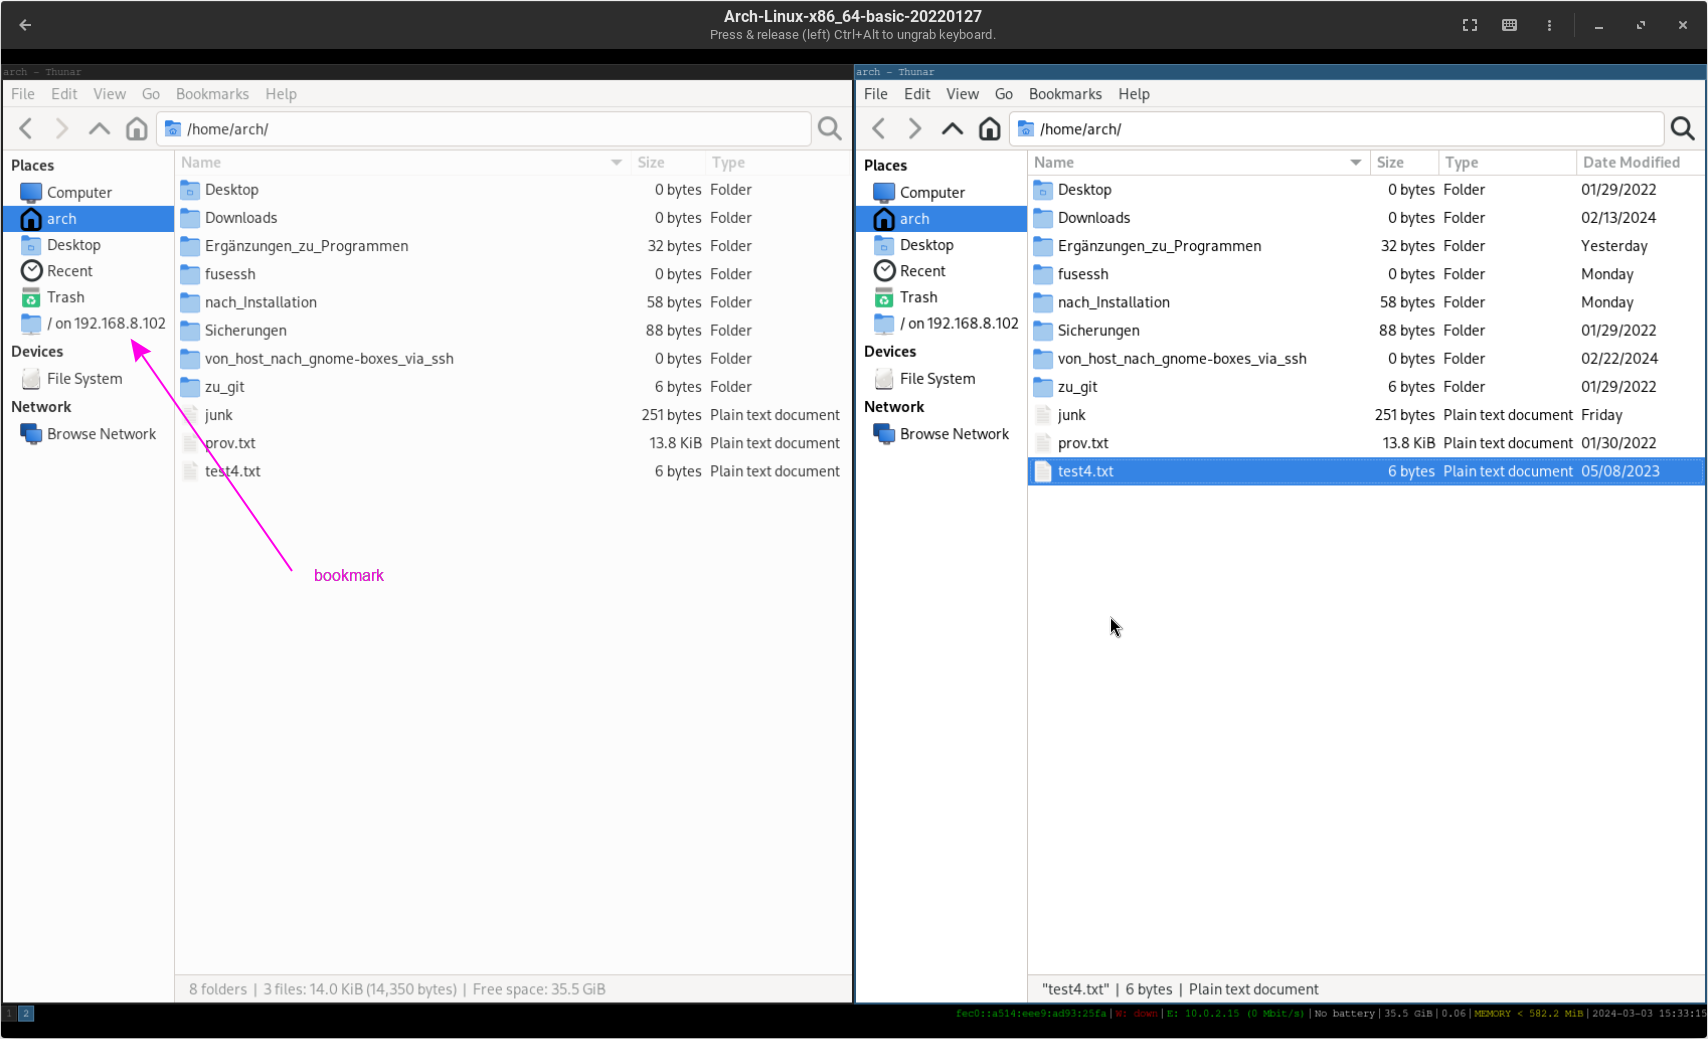 Arch-Linux-x86_64-basic-20220127
Press & release (left) Ctrl+Alt to ungrab keyboard.
arch - Thunar
File Edit View Go Bookmarks Help
/home/arch/
Places
Computer
arch
Desktop
Recent
Trash
/ on 192.168.8.102
Devices
File System
Network
Browse Network
Name Size Type
Desktop 0 bytes Folder
Downloads 0 bytes Folder
Ergänzungen_zu_Programmen 32 bytes Folder
fusessh 0 bytes Folder
nach_Installation 58 bytes Folder
Sicherungen 88 bytes Folder
von_host_nach_gnome-boxes_via_ssh 0 bytes Folder
zu_git 6 bytes Folder
junk 251 bytes Plain text document
prov.txt 13.8 KiB Plain text document
test4.txt 6 bytes Plain text document
bookmark
8 folders | 3 files: 14.0 KiB (14,350 bytes) | Free space: 35.5 GiB
arch - Thunar
File Edit View Go Bookmarks Help
/home/arch/
Places
Computer
arch
Desktop
Recent
Trash
/ on 192.168.8.102
Devices
File System
Network
Browse Network
Name Size Type Date Modified
Desktop 0 bytes Folder 01/29/2022
Downloads 0 bytes Folder 02/13/2024
Ergänzungen_zu_Programmen 32 bytes Folder Yesterday
fusessh 0 bytes Folder Monday
nach_Installation 58 bytes Folder Monday
Sicherungen 88 bytes Folder 01/29/2022
von_host_nach_gnome-boxes_via_ssh 0 bytes Folder 02/22/2024
zu_git 6 bytes Folder 01/29/2022
junk 251 bytes Plain text document Friday
prov.txt 13.8 KiB Plain text document 01/30/2022
test4.txt 6 bytes Plain text document 05/08/2023
"test4.txt" | 6 bytes | Plain text document
1 2
fec0::a514:eee9:ad93:25fa | W: down | E: 10.0.2.15 (0 Mbit/s) | No battery | 35.5 GiB | 0.06 | MEMORY < 582.2 MiB | 2024-03-03 15:33:15